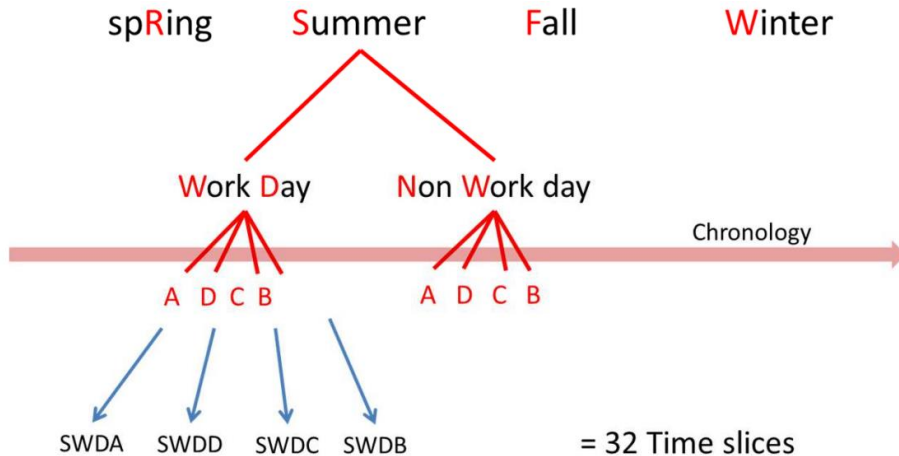 spRing Summer Fall Winter
Work Day Non Work day
Chronology
A D C B A D C B
SWDA SWDD SWDC SWDB = 32 Time slices